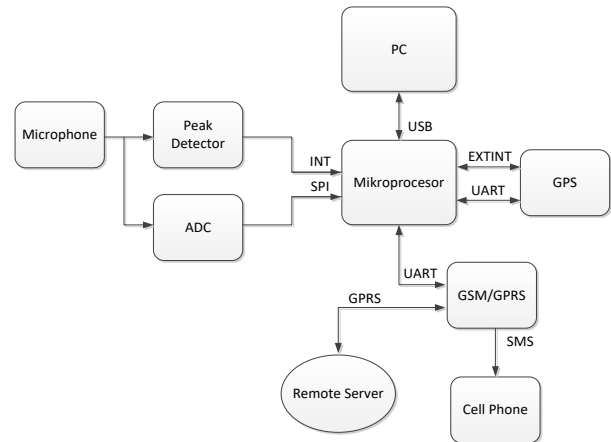 PC
USB
Microphone
Peak
Detector
INT
Mikroprocesor
EXTINT
GPS
SPI
UART
ADC
UART
GSM/GPRS
GPRS
SMS
Remote Server
Cell Phone